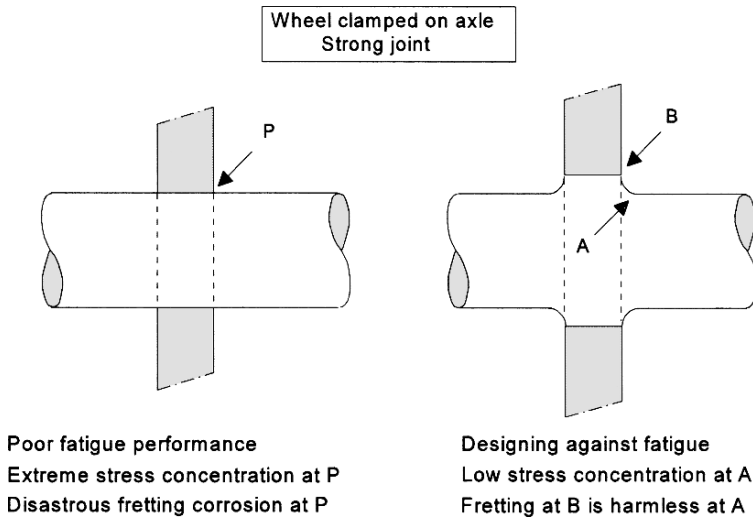 Wheel clamped on axle
Strong joint
P
B
A
Poor fatigue performance
Extreme stress concentration at P
Disastrous fretting corrosion at P
Designing against fatigue
Low stress concentration at A
Fretting at B is harmless at A